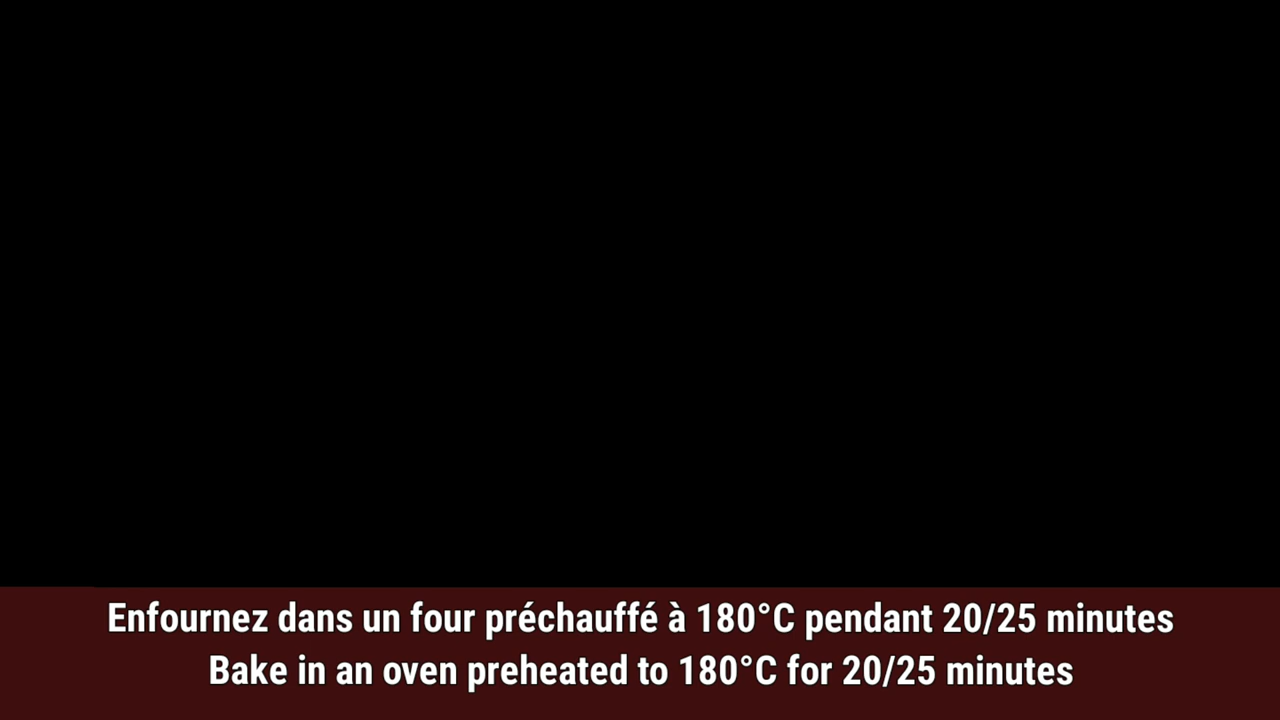 Enfournez dans un four préchauffé à 180°C pendant 20/25 minutes
Bake in an oven preheated to 180°C for 20/25 minutes